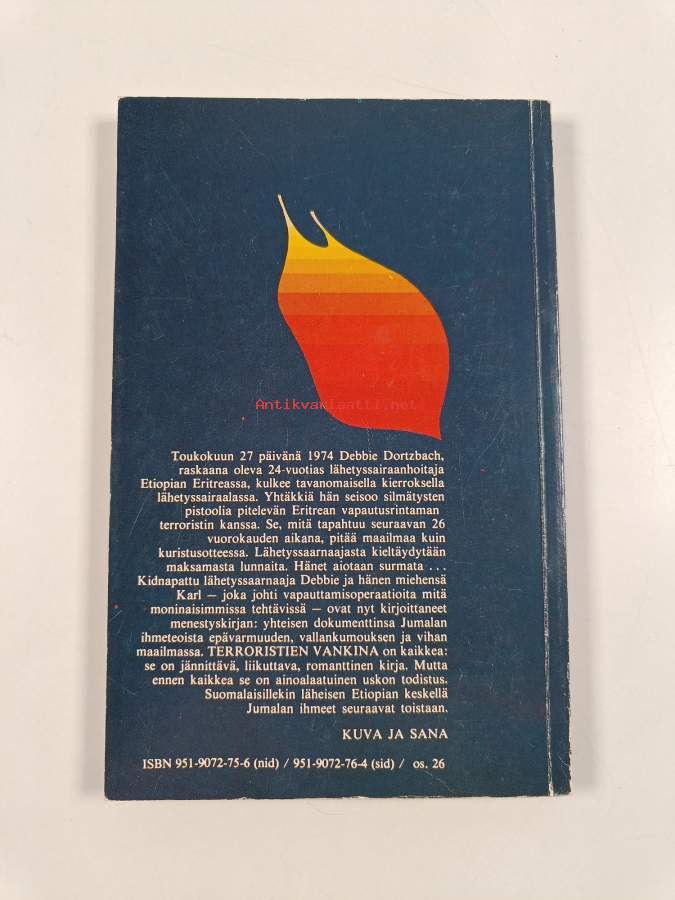 Antikvariaatti.net
Toukokuun 27 päivänä 1974 Debbie Dortzbach,
raskaana oleva 24-vuotias lähetyssairaanhoitaja
Etiopian Eritreassa, kulkee tavanomaisella kierroksella
lähetyssairaalassa. Yhtäkkiä hän seisoo silmätysten
pistoolia pitelevän Eritrean vapautusrintaman
terroristin kanssa. Se, mitä tapahtuu seuraavan 26
vuorokauden aikana, pitää maailmaa kuin
kuristusotteessa. Lähetyssaarnaajasta kieltäydytään
maksamasta lunnaita. Hänet aiotaan surmata ...
Kidnapattu lähetyssaarnaaja Debbie ja hänen miehensä
Karl — joka johti vapauttamisoperaatioita mitä
moninaisimmissa tehtävissä — ovat nyt kirjoittaneet
menestyskirjan: yhteisen dokumenttinsa Jumalan
ihmeteoista epävarmuuden, vallankumouksen ja vihan
maailmassa. TERRORISTIEN VANKINA on kaikkea:
se on jännittävä, liikuttava, romanttinen kirja. Mutta
ennen kaikkea se on ainoalaatuinen uskon todistus.
Suomalaisillekin läheisen Etiopian keskellä
Jumalan ihmeet seuraavat toistaan.
KUVA JA SANA
ISBN 951-9072-75-6 (nid) / 951-9072-76-4 (sid) / os. 26